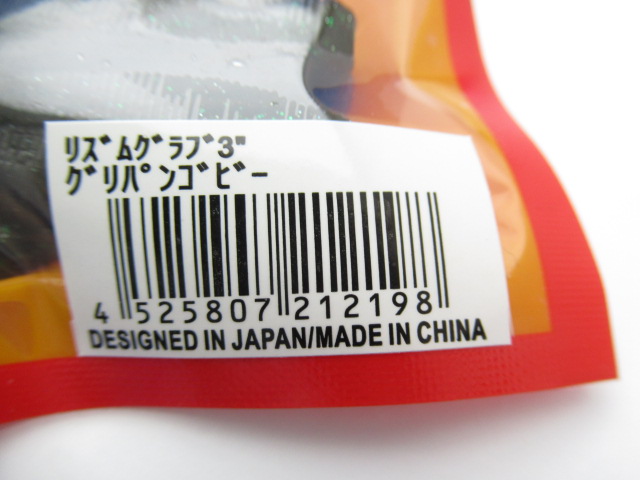 ﾘｽﾞﾑｸﾞﾗﾌﾞ3"
ｸﾞﾘﾊﾟﾝｺﾞﾋﾞｰ
4 525807 212198
DESIGNED IN JAPAN/MADE IN CHINA